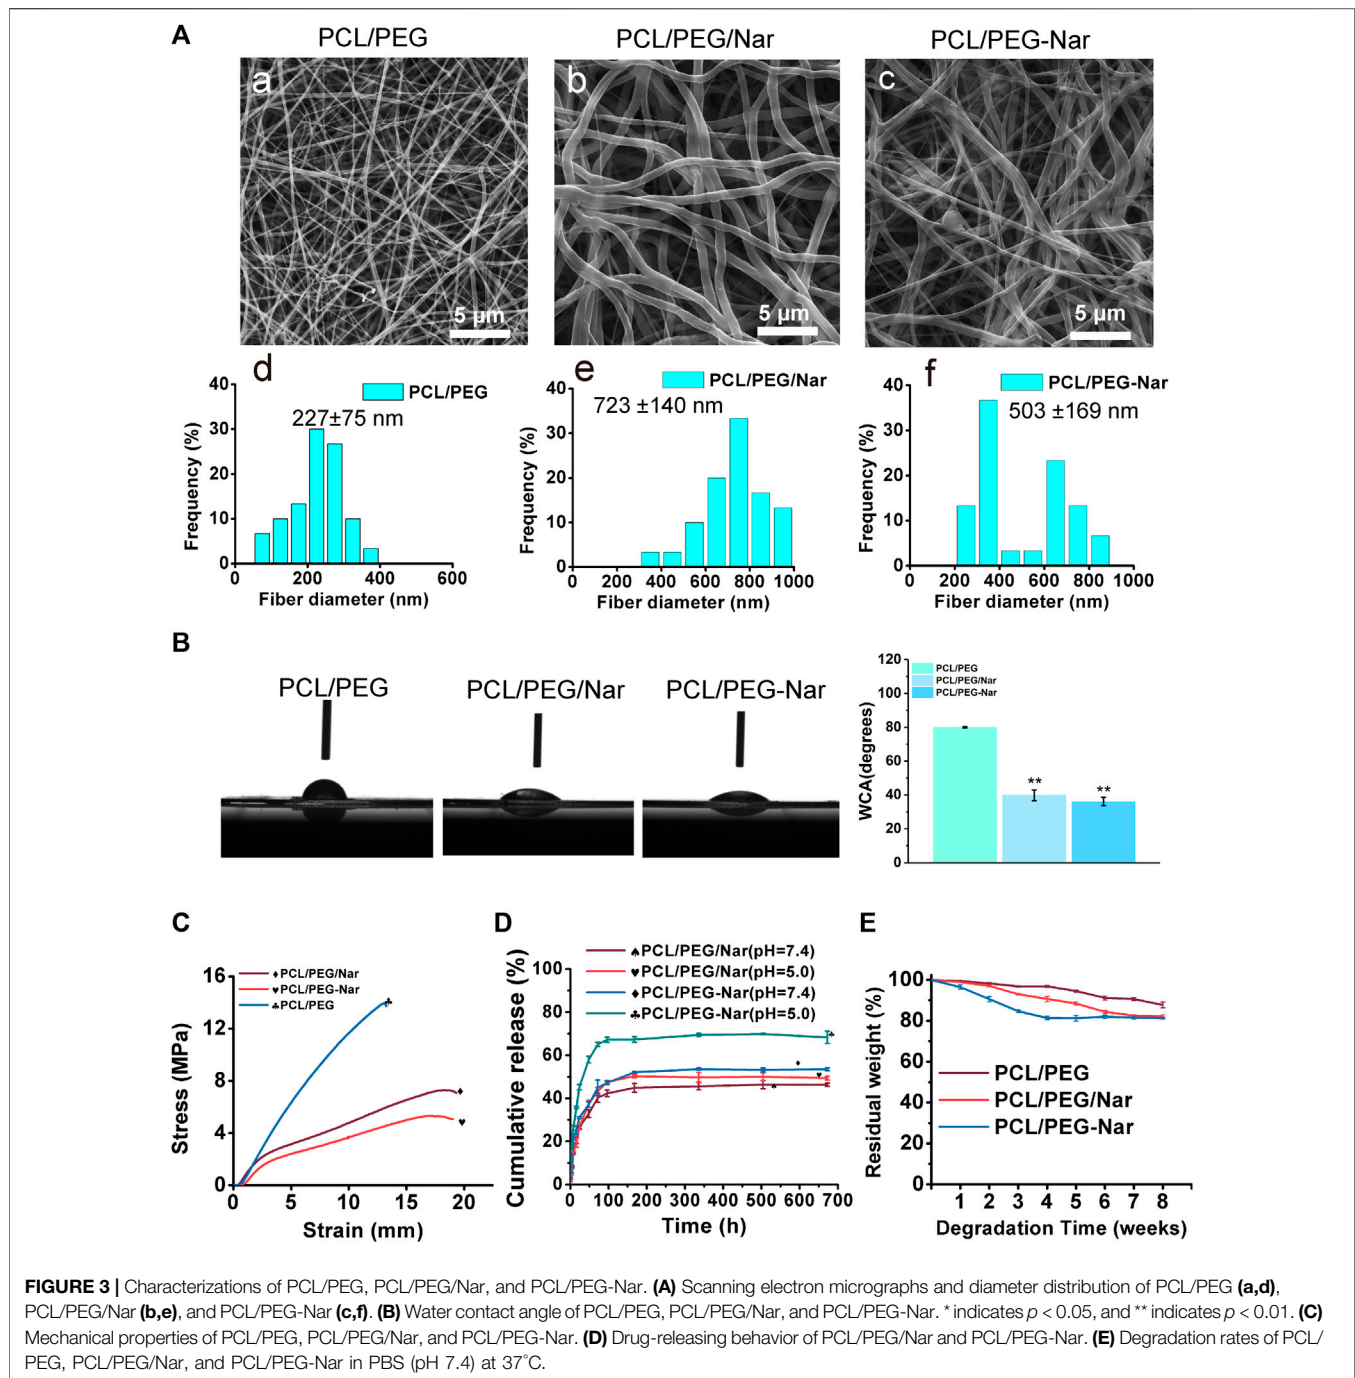 A
PCL/PEG
PCL/PEG/Nar
PCL/PEG-Nar
a
b
c
5 µm
5 µm
5 µm
d
PCL/PEG
227±75 nm
Frequency (%)
40
30
20
10
0
0 200 400 600
Fiber diameter (nm)
e
PCL/PEG/Nar
723 ±140 nm
Frequency (%)
40
30
20
10
0
0 200 400 600 800 1000
Fiber diameter (nm)
f
PCL/PEG-Nar
503 ±169 nm
Frequency (%)
40
30
20
10
0
0 200 400 600 800 1000
Fiber diameter (nm)
B
PCL/PEG
PCL/PEG/Nar
PCL/PEG-Nar
WCA(degrees)
120
100
80
60
40
20
0
PCL/PEG
PCL/PEG/Nar
PCL/PEG-Nar
**
**
C
Stress (MPa)
16
12
8
4
0
♦PCL/PEG/Nar
♥PCL/PEG-Nar
♣PCL/PEG
♣
♦
♥
5 10 15 20
Strain (mm)
D
Cumulative release (%)
100
80
60
40
20
0
♠PCL/PEG/Nar(pH=7.4)
♥PCL/PEG/Nar(pH=5.0)
♦PCL/PEG-Nar(pH=7.4)
♣PCL/PEG-Nar(pH=5.0)
♣
♦
♥
♠
0 100 200 300 400 500 600 700
Time (h)
E
Residual weight (%)
100
80
60
40
20
0
PCL/PEG
PCL/PEG/Nar
PCL/PEG-Nar
1 2 3 4 5 6 7 8
Degradation Time (weeks)
FIGURE 3 | Characterizations of PCL/PEG, PCL/PEG/Nar, and PCL/PEG-Nar. (A) Scanning electron micrographs and diameter distribution of PCL/PEG (a,d),
PCL/PEG/Nar (b,e), and PCL/PEG-Nar (c,f). (B) Water contact angle of PCL/PEG, PCL/PEG/Nar, and PCL/PEG-Nar. * indicates p < 0.05, and ** indicates p < 0.01. (C)
Mechanical properties of PCL/PEG, PCL/PEG/Nar, and PCL/PEG-Nar. (D) Drug-releasing behavior of PCL/PEG/Nar and PCL/PEG-Nar. (E) Degradation rates of PCL/
PEG, PCL/PEG/Nar, and PCL/PEG-Nar in PBS (pH 7.4) at 37°C.